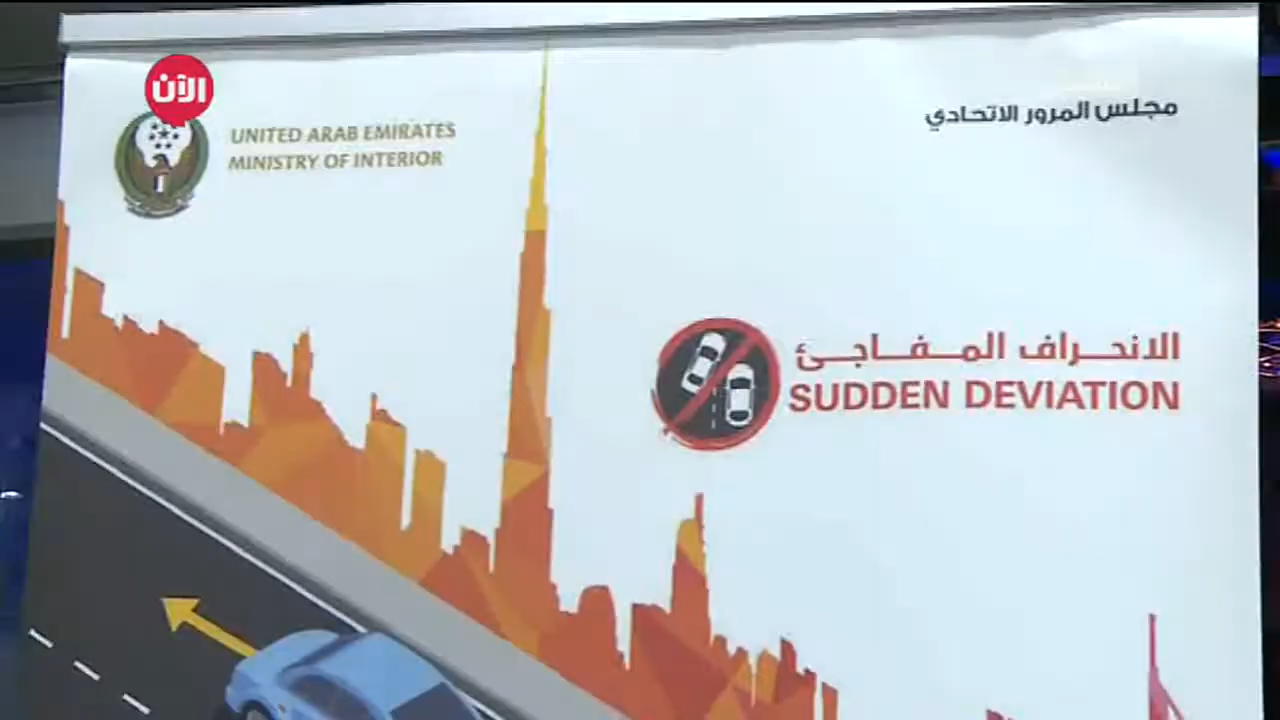 الآن
UNITED ARAB EMIRATES
MINISTRY OF INTERIOR
مجلس المرور الاتحادي
الانحراف المفاجئ
SUDDEN DEVIATION